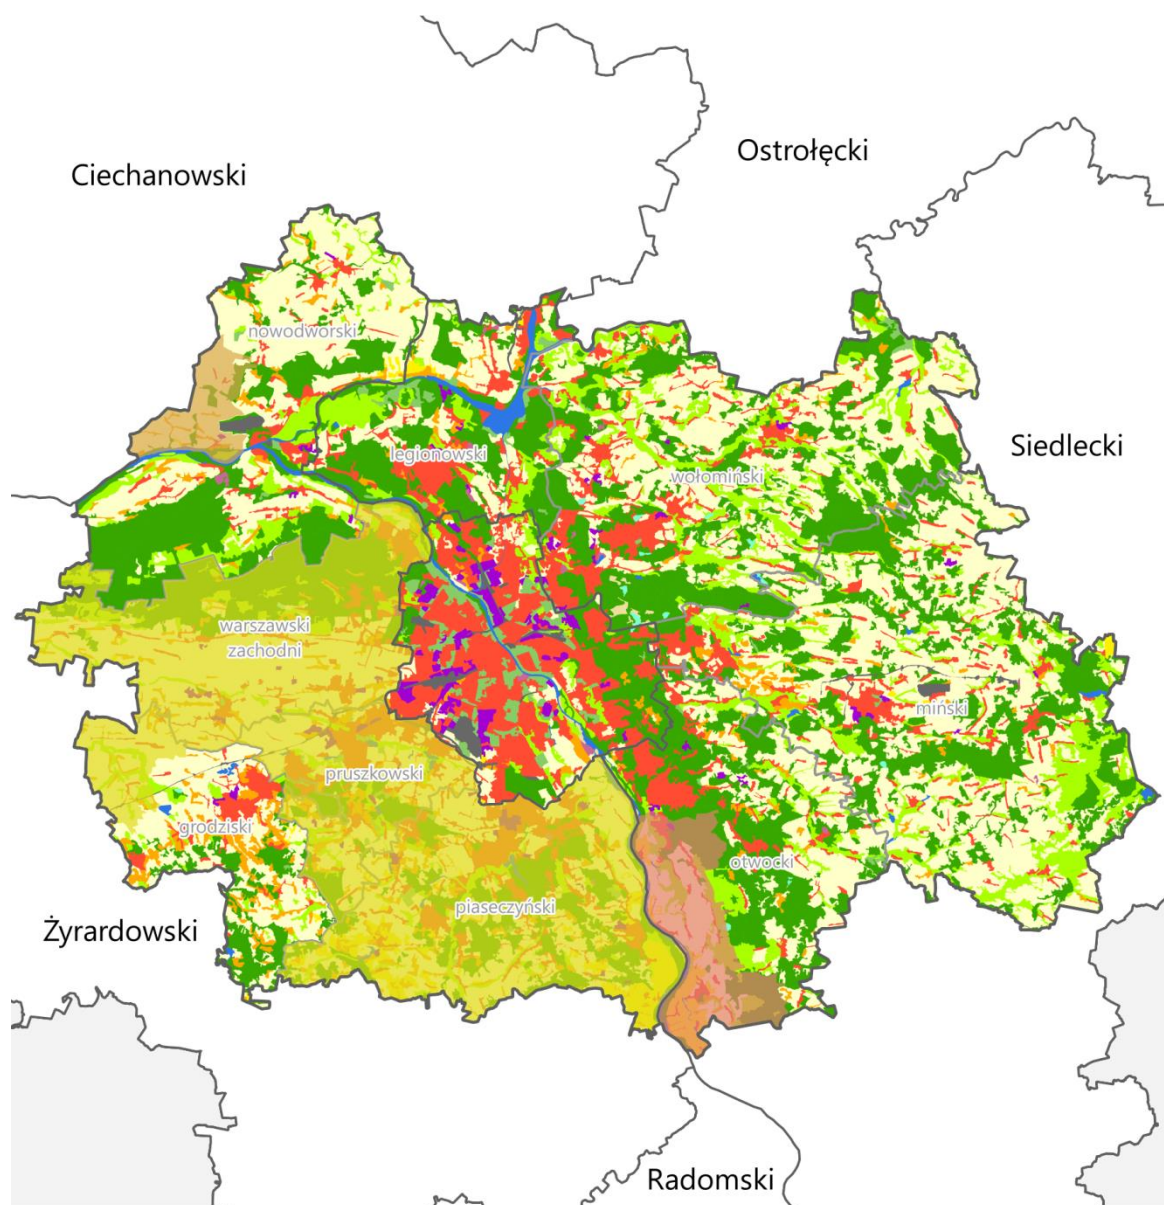 Ostrołęcki
Ciechanowski
nowodworski
Siedlecki
legionowski
wołomiński
warszawski
zachodni
miński
pruszkowski
grodziski
otwocki
piaseczyński
Żyrardowski
Radomski